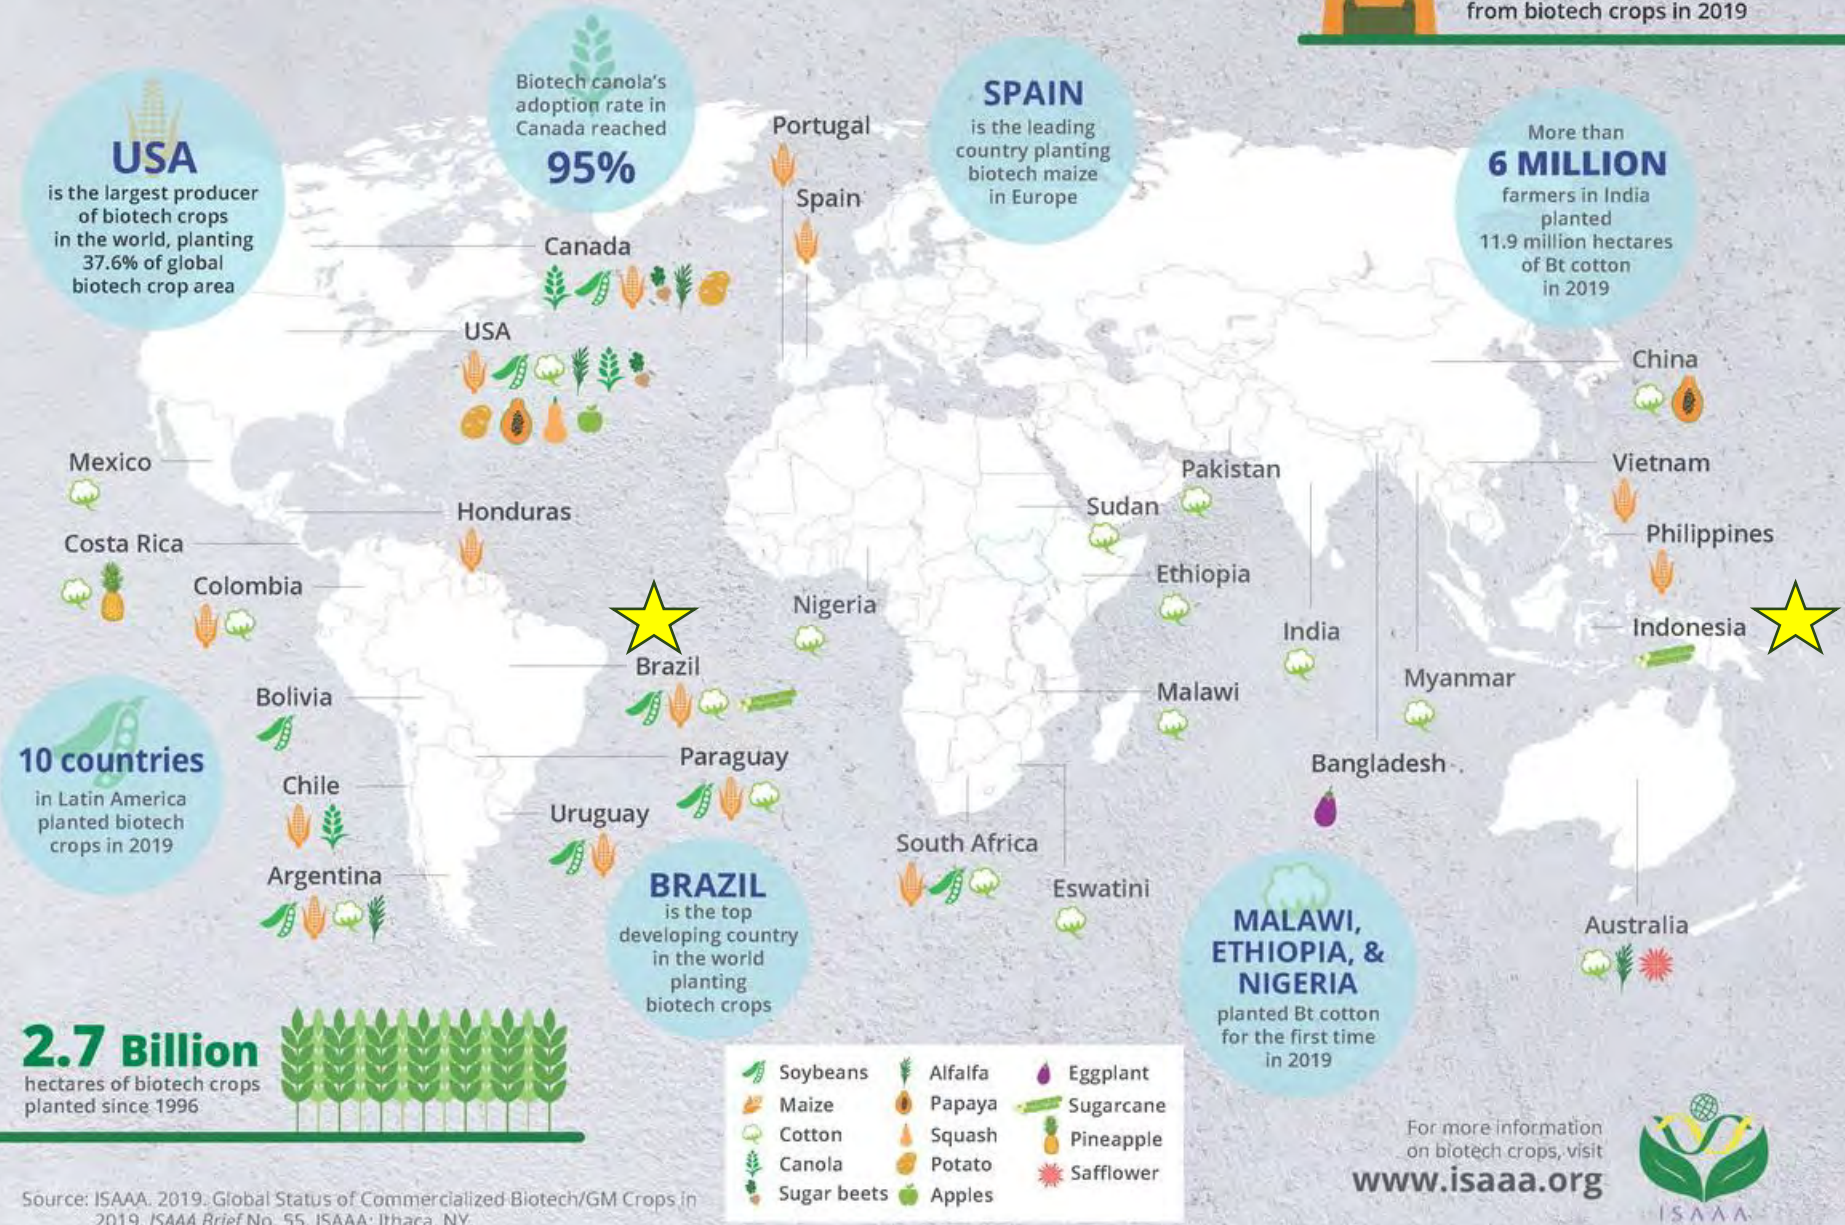 from biotech crops in 2019
USA
is the largest producer
of biotech crops
in the world, planting
37.6% of global
biotech crop area
Biotech canola's
adoption rate in
Canada reached
95%
SPAIN
is the leading
country planting
biotech maize
in Europe
More than
6 MILLION
farmers in India
planted
11.9 million hectares
of Bt cotton
in 2019
Portugal
Spain
Canada
USA
China
Mexico
Honduras
Costa Rica
Colombia
Pakistan
Sudan
Ethiopia
Nigeria
Vietnam
Philippines
India
Indonesia
Brazil
Bolivia
Malawi
Myanmar
Paraguay
Bangladesh
Chile
Uruguay
South Africa
Argentina
Eswatini
Australia
10 countries
in Latin America
planted biotech
crops in 2019
BRAZIL
is the top
developing country
in the world
planting
biotech crops
MALAWI,
ETHIOPIA, &
NIGERIA
planted Bt cotton
for the first time
in 2019
2.7 Billion
hectares of biotech crops
planted since 1996
Soybeans
Maize
Cotton
Canola
Sugar beets
Alfalfa
Papaya
Squash
Potato
Apples
Eggplant
Sugarcane
Pineapple
Safflower
For more information
on biotech crops, visit
www.isaaa.org
ISAAA
Source: ISAAA. 2019. Global Status of Commercialized Biotech/GM Crops in
2019. ISAAA Brief No. 55. ISAAA: Ithaca, NY.